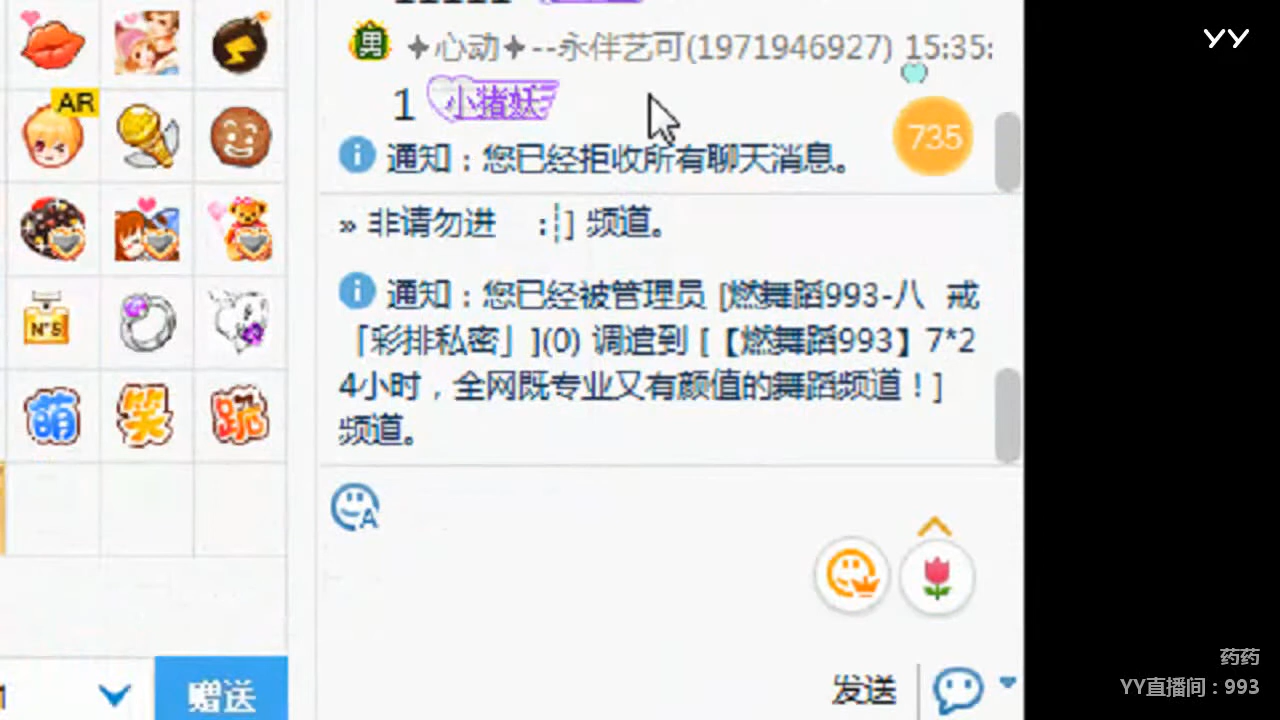 YY
男 ✦心动✦--永伴艺可(1971946927) 15:35:
1 小猪妖
735
通知：您已经拒收所有聊天消息。
» 非请勿进 :┊] 频道。
通知：您已经被管理员 [燃舞蹈993-八 戒
「彩排私密」](0) 调遣到 [【燃舞蹈993】7*2
4小时，全网既专业又有颜值的舞蹈频道！]
频道。
AR
N°5
萌 笑 跪
A
1 赠送
发送
药药
YY直播间：993